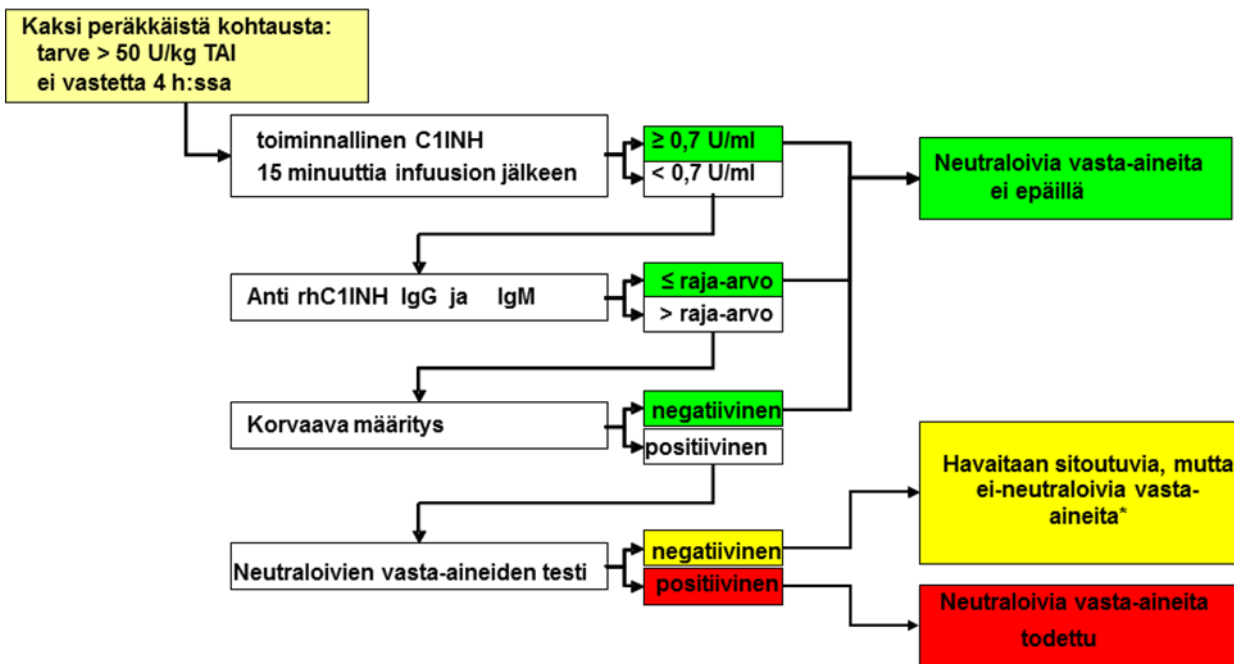 Kaksi peräkkäistä kohtausta:
tarve > 50 U/kg TAI
ei vastetta 4 h:ssa
toiminnallinen C1INH
15 minuuttia infuusion jälkeen
≥ 0,7 U/ml
< 0,7 U/ml
Neutraloivia vasta-aineita
ei epäillä
Anti rhC1INH IgG ja IgM
≤ raja-arvo
> raja-arvo
Korvaava määritys
negatiivinen
positiivinen
Havaitaan sitoutuvia, mutta
ei-neutraloivia vasta-
aineita*
Neutraloivien vasta-aineiden testi
negatiivinen
positiivinen
Neutraloivia vasta-aineita
todettu